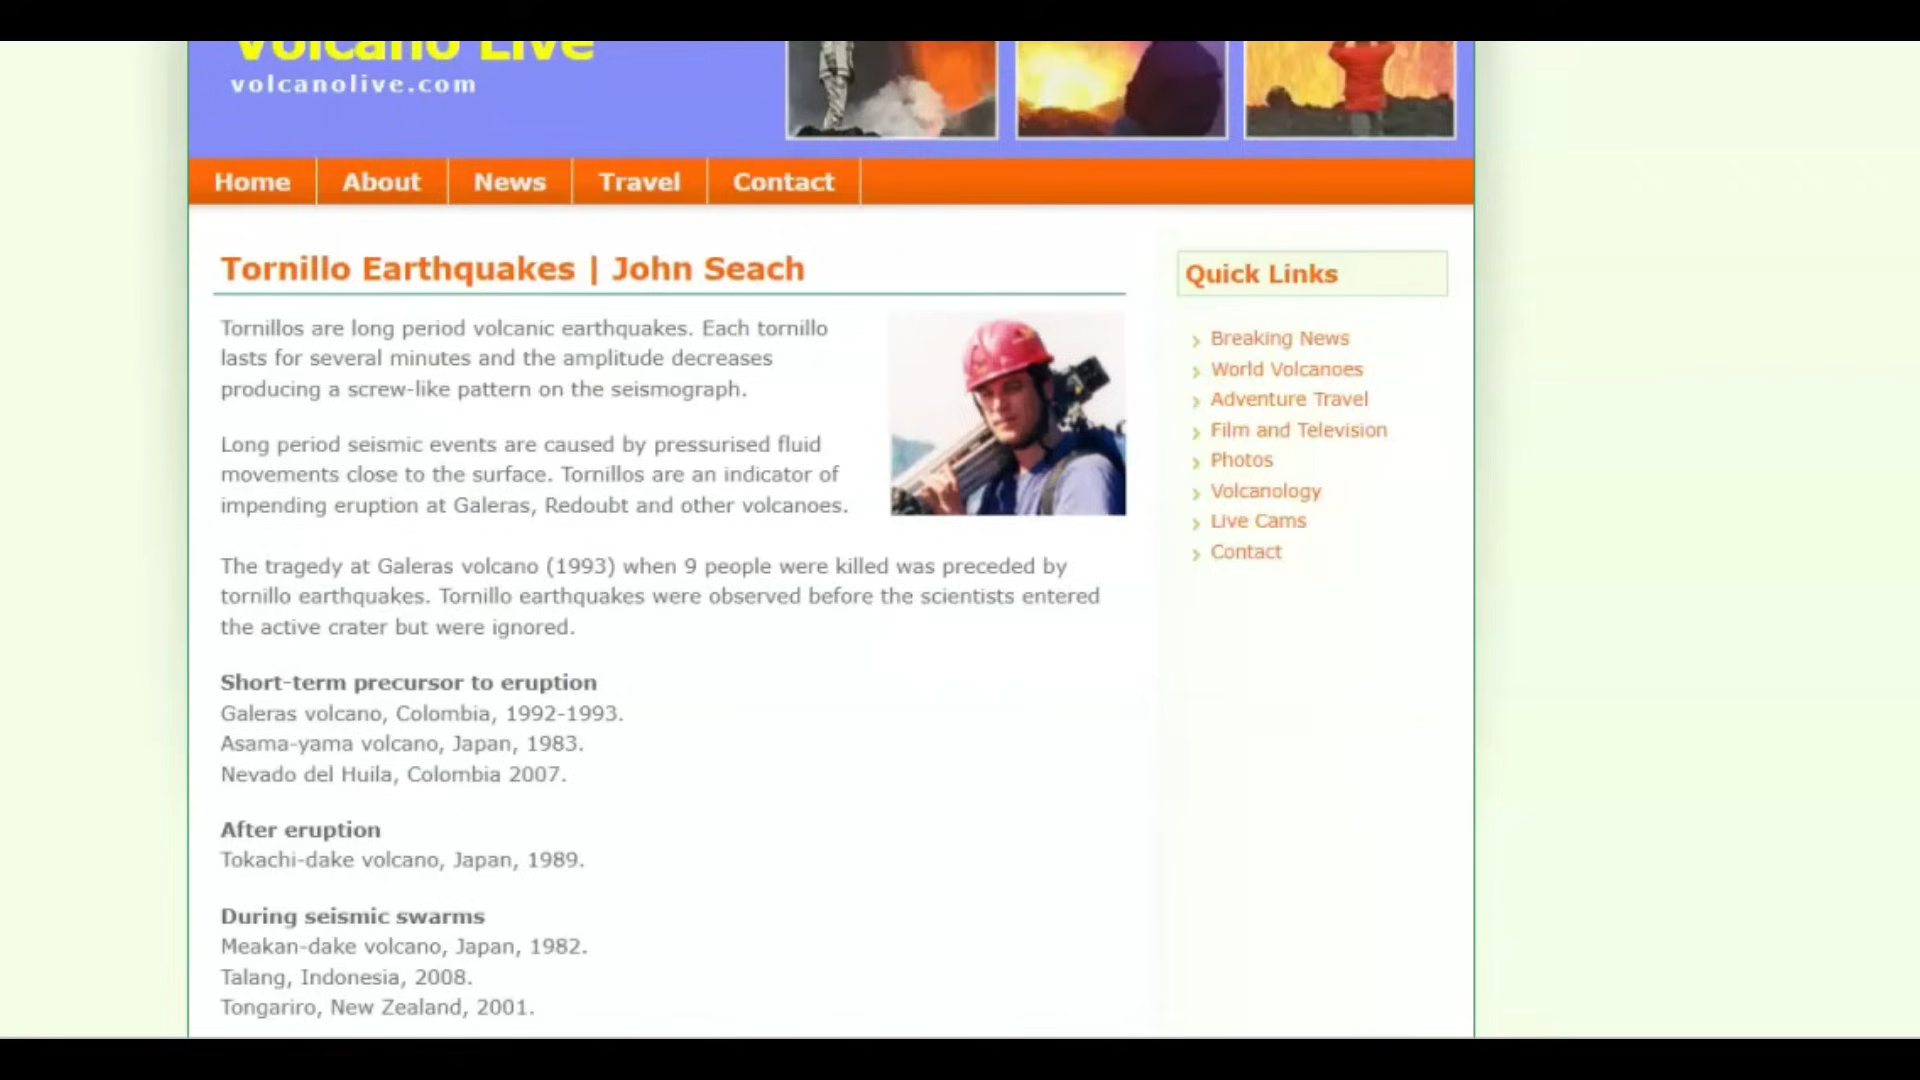 Volcano Live
volcanolive.com
Home
About
News
Travel
Contact
Tornillo Earthquakes | John Seach
Tornillos are long period volcanic earthquakes. Each tornillo
lasts for several minutes and the amplitude decreases
producing a screw-like pattern on the seismograph.
Long period seismic events are caused by pressurised fluid
movements close to the surface. Tornillos are an indicator of
impending eruption at Galeras, Redoubt and other volcanoes.
The tragedy at Galeras volcano (1993) when 9 people were killed was preceded by
tornillo earthquakes. Tornillo earthquakes were observed before the scientists entered
the active crater but were ignored.
Short-term precursor to eruption
Galeras volcano, Colombia, 1992-1993.
Asama-yama volcano, Japan, 1983.
Nevado del Huila, Colombia 2007.
After eruption
Tokachi-dake volcano, Japan, 1989.
During seismic swarms
Meakan-dake volcano, Japan, 1982.
Talang, Indonesia, 2008.
Tongariro, New Zealand, 2001.
Quick Links
Breaking News
World Volcanoes
Adventure Travel
Film and Television
Photos
Volcanology
Live Cams
Contact